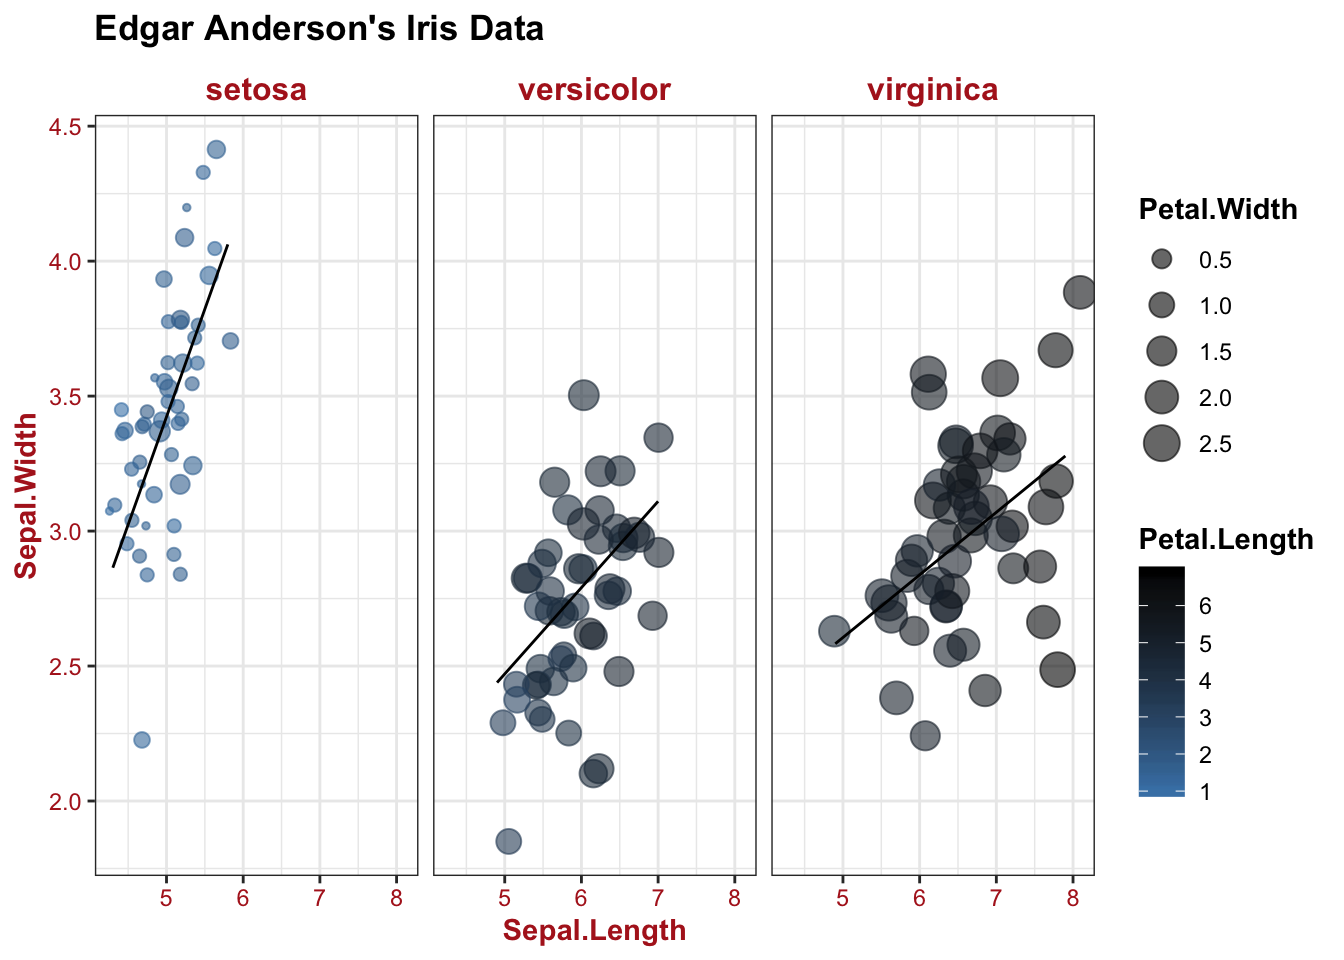 Edgar Anderson's Iris Data
setosa versicolor virginica
4.5
4.0
3.5
3.0
2.5
2.0
Sepal.Width
5 6 7 8 5 6 7 8 5 6 7 8
Sepal.Length
Petal.Width
0.5
1.0
1.5
2.0
2.5
Petal.Length
6
5
4
3
2
1